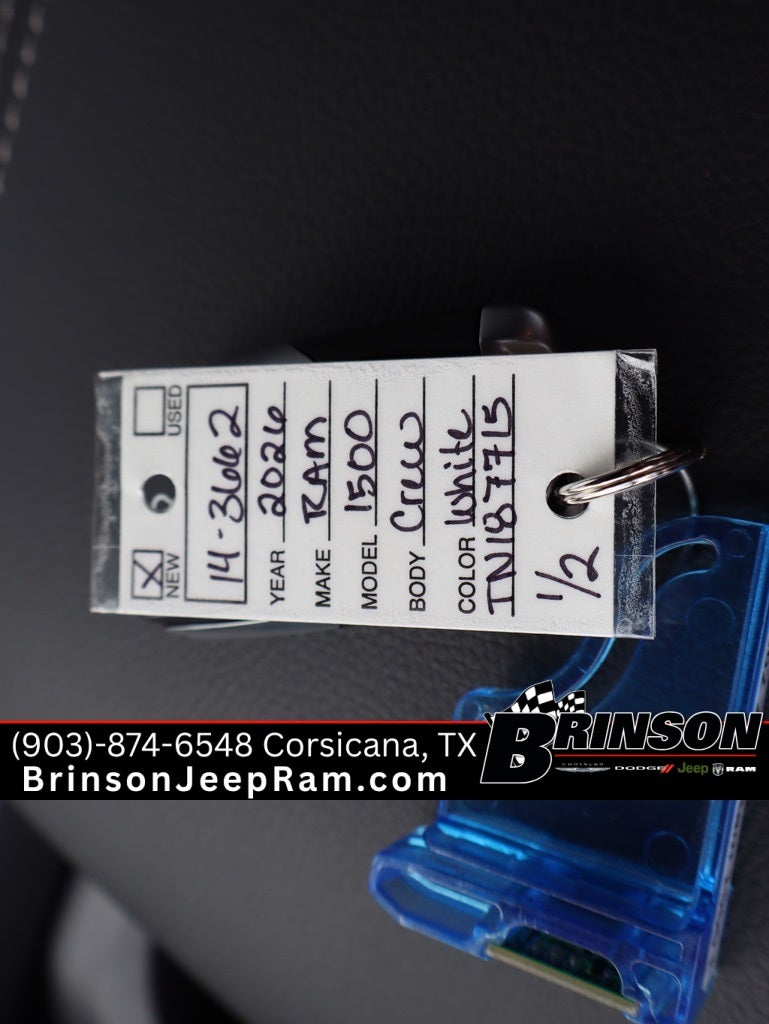 X NEW USED
14-3662
YEAR 2026
MAKE RAM
MODEL 1500
BODY Crew
COLOR White
TN187715
1/2
(903)-874-6548 Corsicana, TX
BrinsonJeepRam.com
BRINSON
CHRYSLER DODGE Jeep RAM